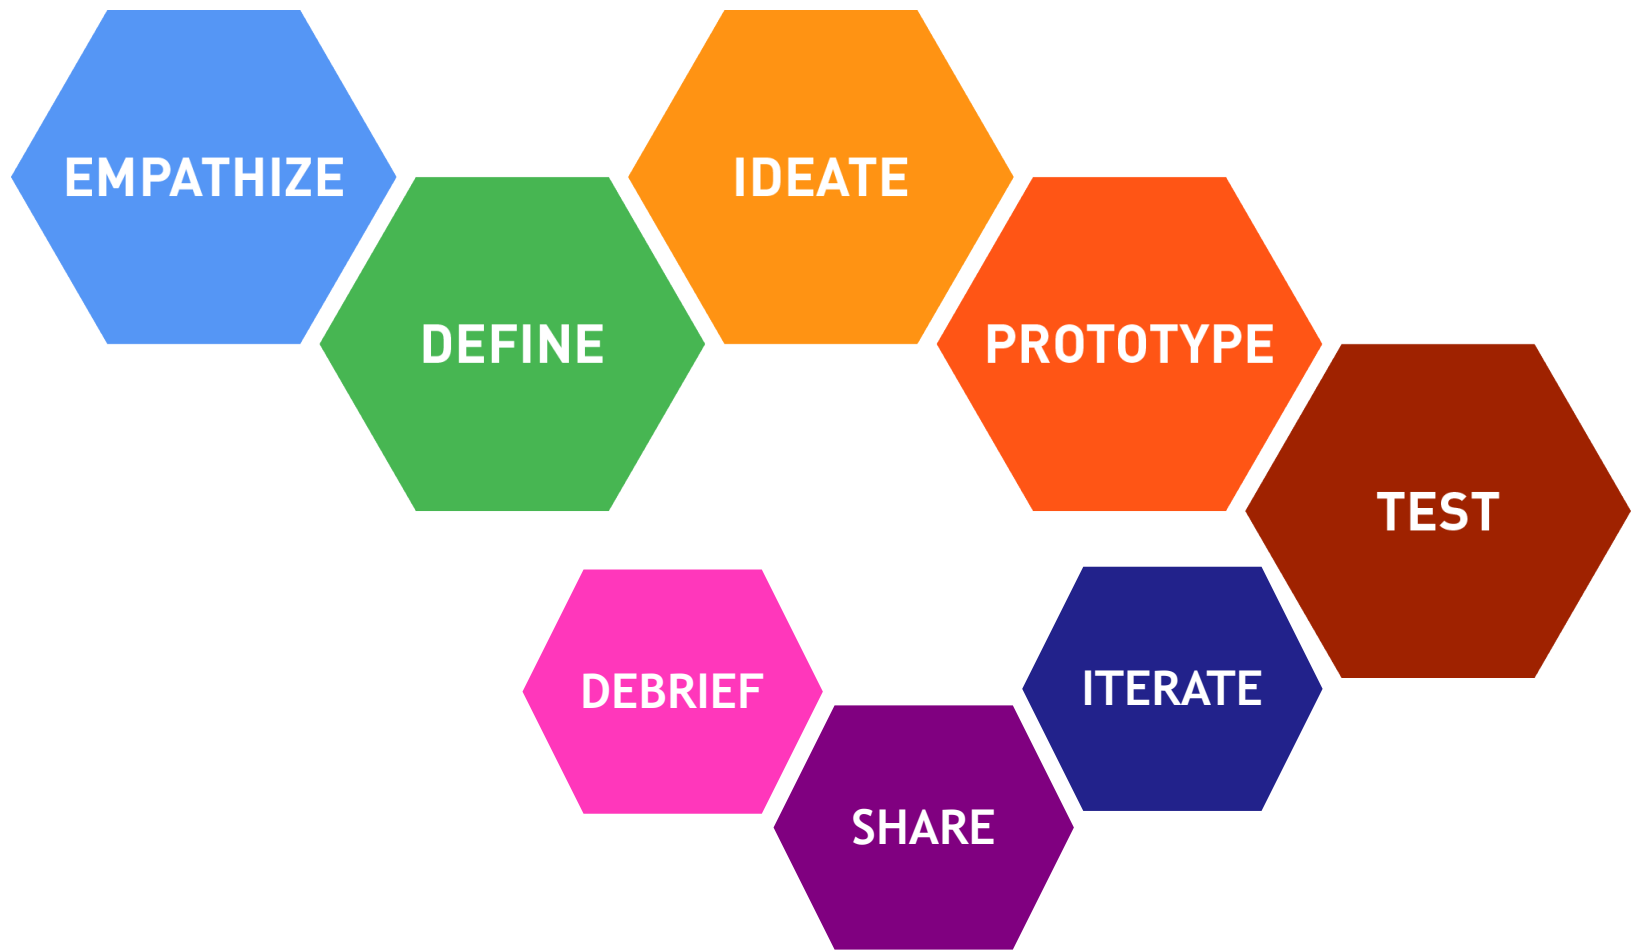 EMPATHIZE
DEFINE
IDEATE
PROTOTYPE
TEST
ITERATE
SHARE
DEBRIEF